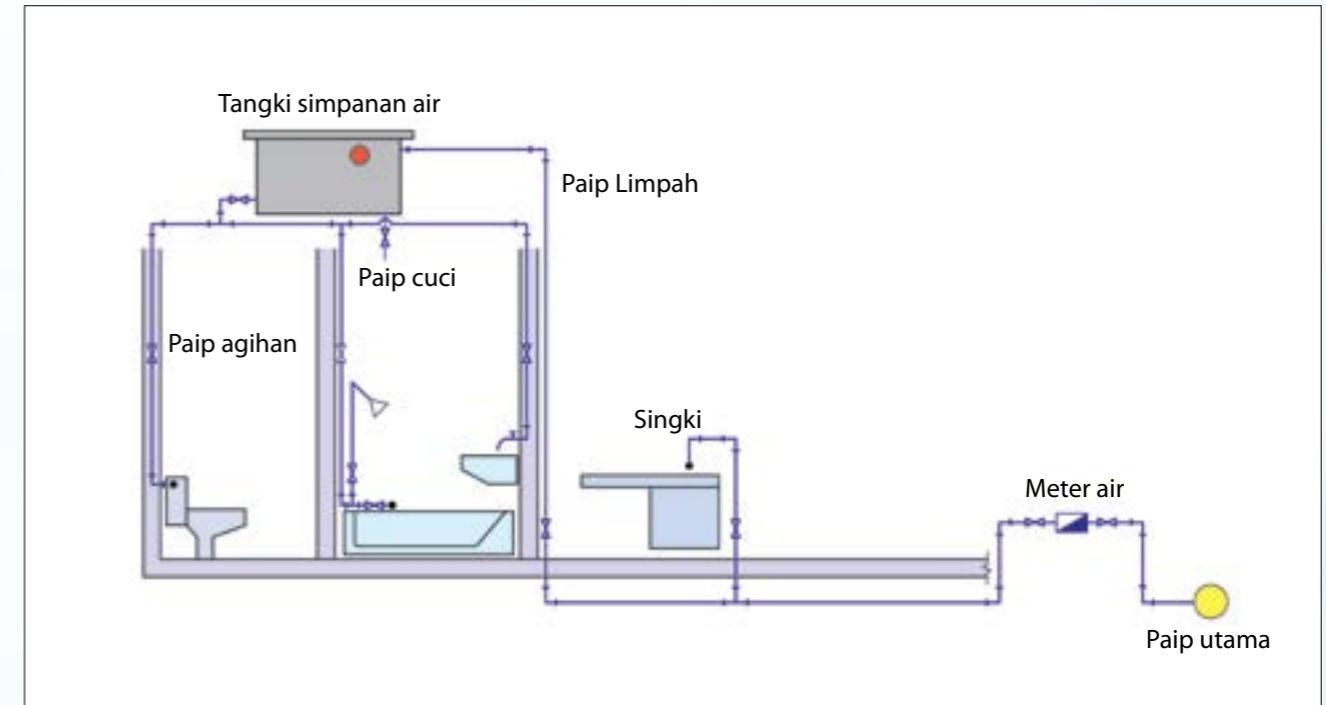 Tangki simpanan air
Paip Limpah
Paip cuci
Paip agihan
Singki
Meter air
Paip utama